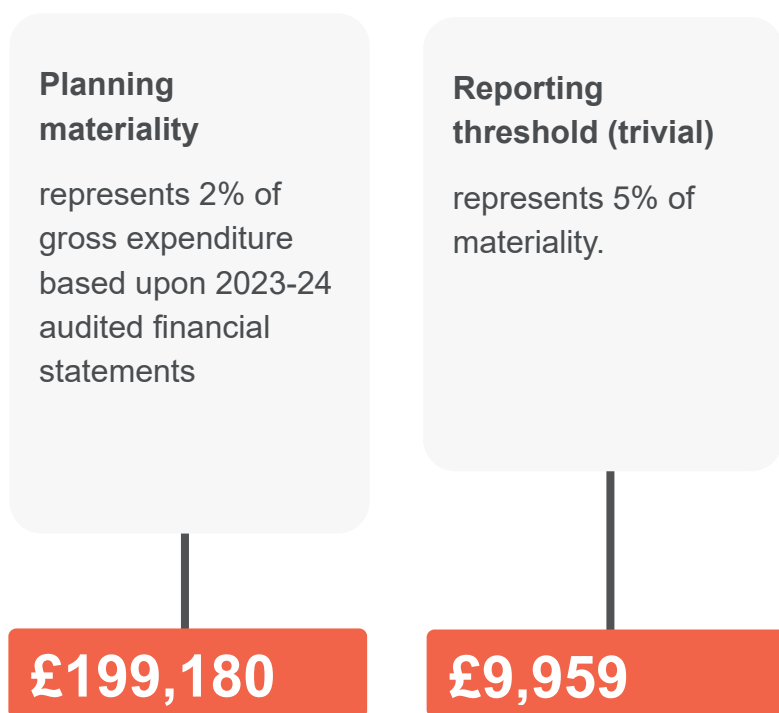 Planning
materiality
represents 2% of
gross expenditure
based upon 2023-24
audited financial
statements
£199,180
Reporting
threshold (trivial)
represents 5% of
materiality.
£9,959